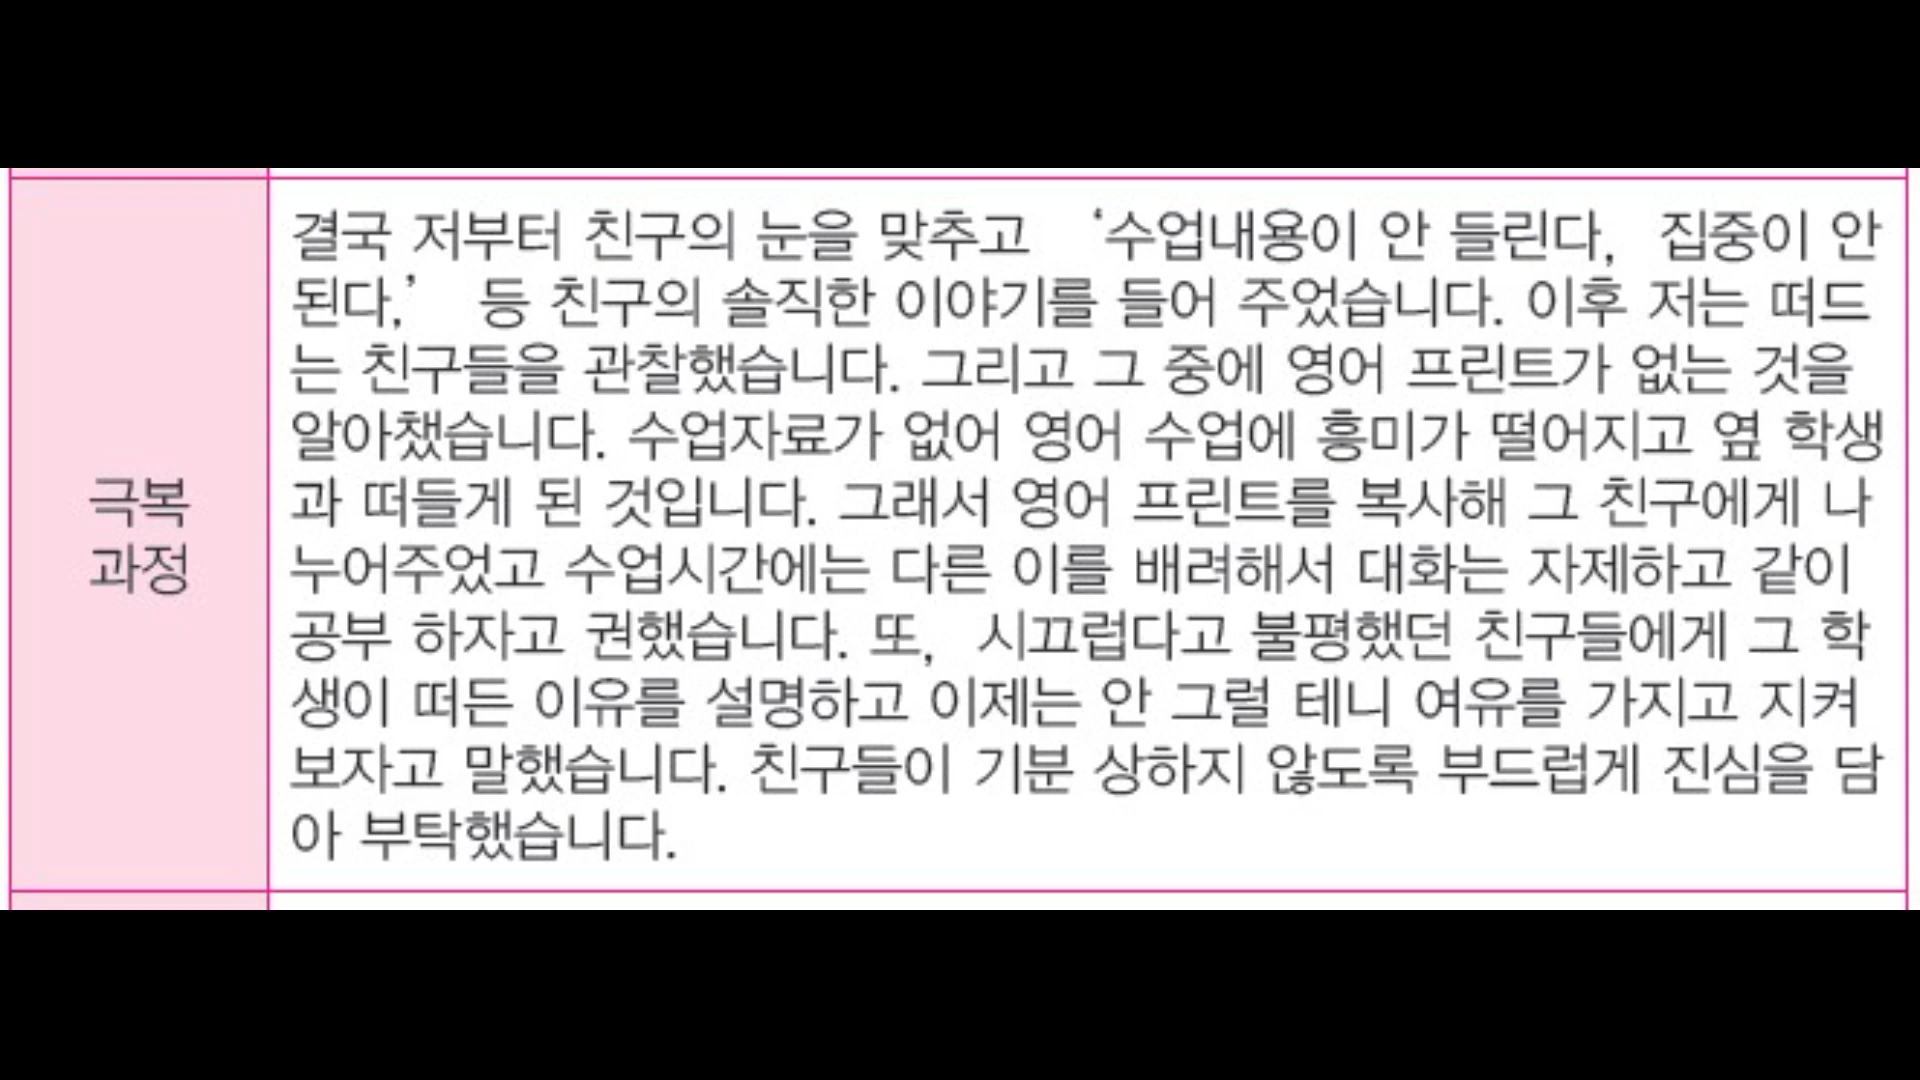 극복
과정
결국 저부터 친구의 눈을 맞추고 ‘수업내용이 안 들린다, 집중이 안
된다,’ 등 친구의 솔직한 이야기를 들어 주었습니다. 이후 저는 떠드
는 친구들을 관찰했습니다. 그리고 그 중에 영어 프린트가 없는 것을
알아챘습니다. 수업자료가 없어 영어 수업에 흥미가 떨어지고 옆 학생
과 떠들게 된 것입니다. 그래서 영어 프린트를 복사해 그 친구에게 나
누어주었고 수업시간에는 다른 이를 배려해서 대화는 자제하고 같이
공부 하자고 권했습니다. 또, 시끄럽다고 불평했던 친구들에게 그 학
생이 떠든 이유를 설명하고 이제는 안 그럴 테니 여유를 가지고 지켜
보자고 말했습니다. 친구들이 기분 상하지 않도록 부드럽게 진심을 담
아 부탁했습니다.